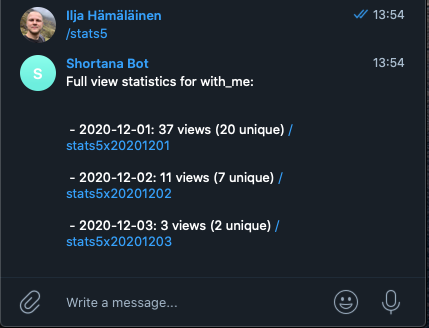 Ilja Hämäläinen
13:54
/stats5
S
Shortana Bot
13:54
Full view statistics for with_me:
- 2020-12-01: 37 views (20 unique) /
stats5x20201201
- 2020-12-02: 11 views (7 unique) /
stats5x20201202
- 2020-12-03: 3 views (2 unique) /
stats5x20201203
Write a message...